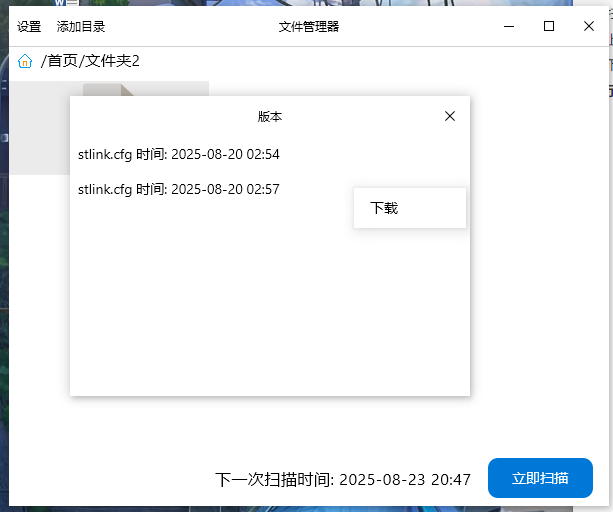 设置 添加目录 文件管理器
/首页/文件夹2
版本
stlink.cfg 时间: 2025-08-20 02:54
stlink.cfg 时间: 2025-08-20 02:57
下载
下一次扫描时间: 2025-08-23 20:47 立即扫描